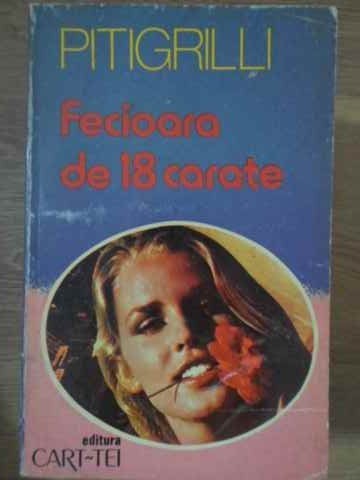 PITIGRILLI
Fecioara
de 18 carate
editura
CART~TEI